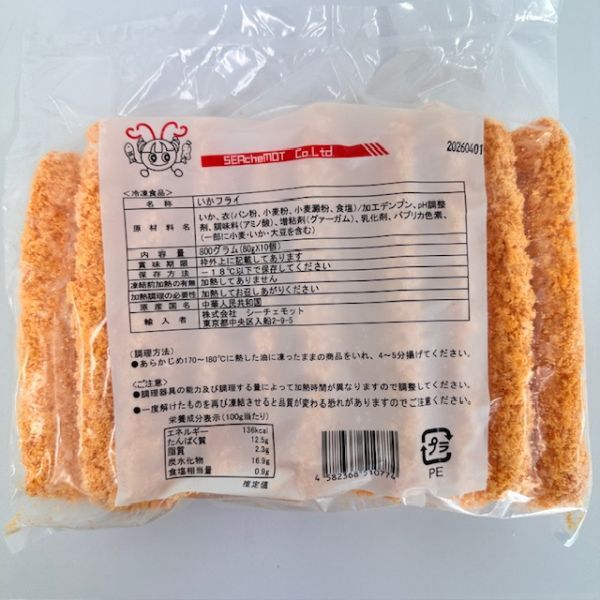 SEAcheMOT Co.Ltd.
20260401
<冷凍食品>
名称 いかフライ
原材料名 いか、衣(パン粉、小麦粉、小麦澱粉、食塩)/加工デンプン、pH調整
剤、調味料(アミノ酸)、増粘剤(グァーガム)、乳化剤、パプリカ色素、
(一部に小麦・いか・大豆を含む)
内容量 800グラム(80gX10個)
賞味期限 枠外上に記載してあります
保存方法 -18℃以下で保存してください
凍結前加熱の有無 加熱してありません
加熱調理の必要性 加熱してお召しあがりください
原産国名 中華人民共和国
輸入者 株式会社 シーチェモット
東京都中央区入船2-9-5
(調理方法)
●あらかじめ170~180℃に熱した油に凍ったままの商品をいれ、4~5分揚げてください。
<ご注意>
●調理器具の能力及び調理する量によって加熱時間が異なりますので調整してください。
●一度解けたものを再び凍結させると品質が変わる恐れがありますのでご注意ください。
栄養成分表示(100g当たり)
エネルギー 136kcal
たんぱく質 12.5g
脂質 2.3g
炭水化物 16.9g
食塩相当量 0.9g
推定値
4 582368 510774
プラ
PE